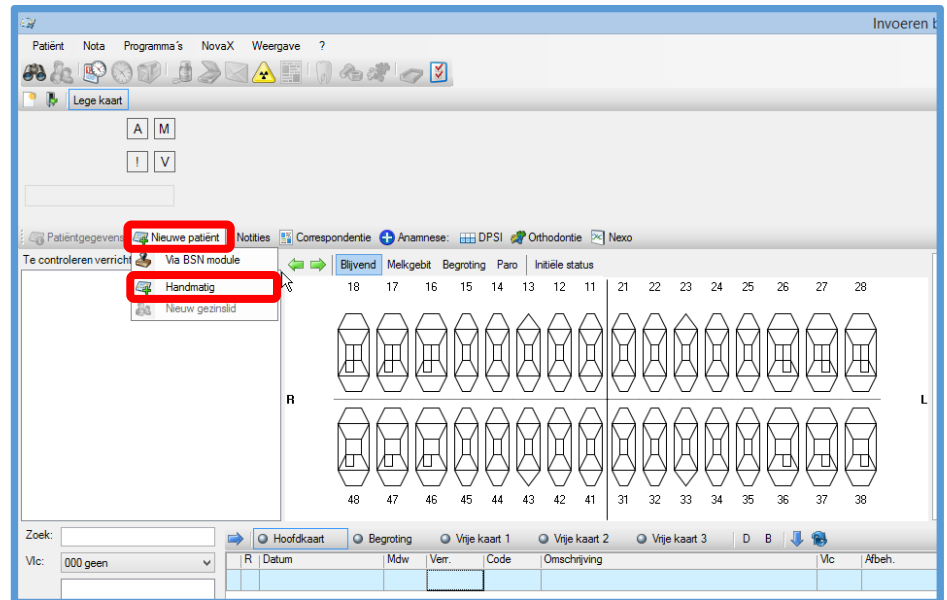 Invoeren b
Patiënt Nota Programma´s NovaX Weergave ?
Lege kaart
A M
! V
Patiëntgegevens Nieuwe patiënt Notities Correspondentie Anamnese: DPSI Orthodontie Nexo
Te controleren verricht Via BSN module Blijvend Melkgebit Begroting Paro Initiële status
Handmatig
18 17 16 15 14 13 12 11 21 22 23 24 25 26 27 28
Nieuw gezinslid
R L
48 47 46 45 44 43 42 41 31 32 33 34 35 36 37 38
Zoek: Hoofdkaart Begroting Vrije kaart 1 Vrije kaart 2 Vrije kaart 3 D B
Vlc: 000 geen R Datum Mdw Verr. Code Omschrijving Vlc Afbeh.